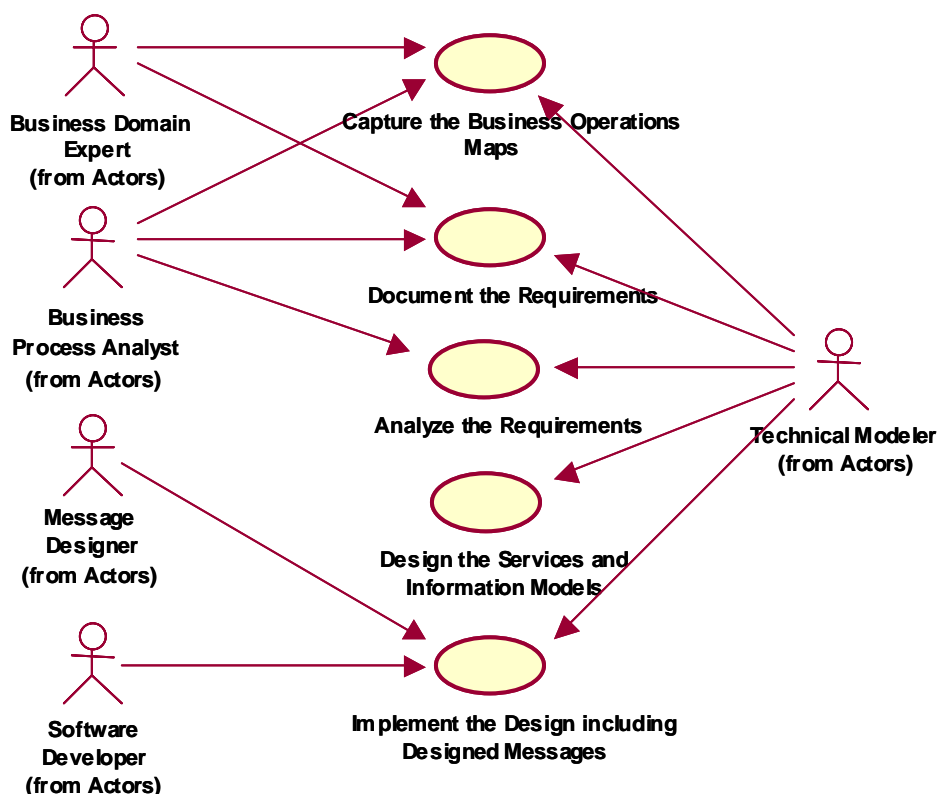 Business Domain
Expert
(from Actors)
Capture the Business Operations
Maps
Business
Process Analyst
(from Actors)
Document the Requirements
Analyze the Requirements
Technical Modeler
(from Actors)
Message
Designer
(from Actors)
Design the Services and
Information Models
Software
Developer
(from Actors)
Implement the Design including
Designed Messages